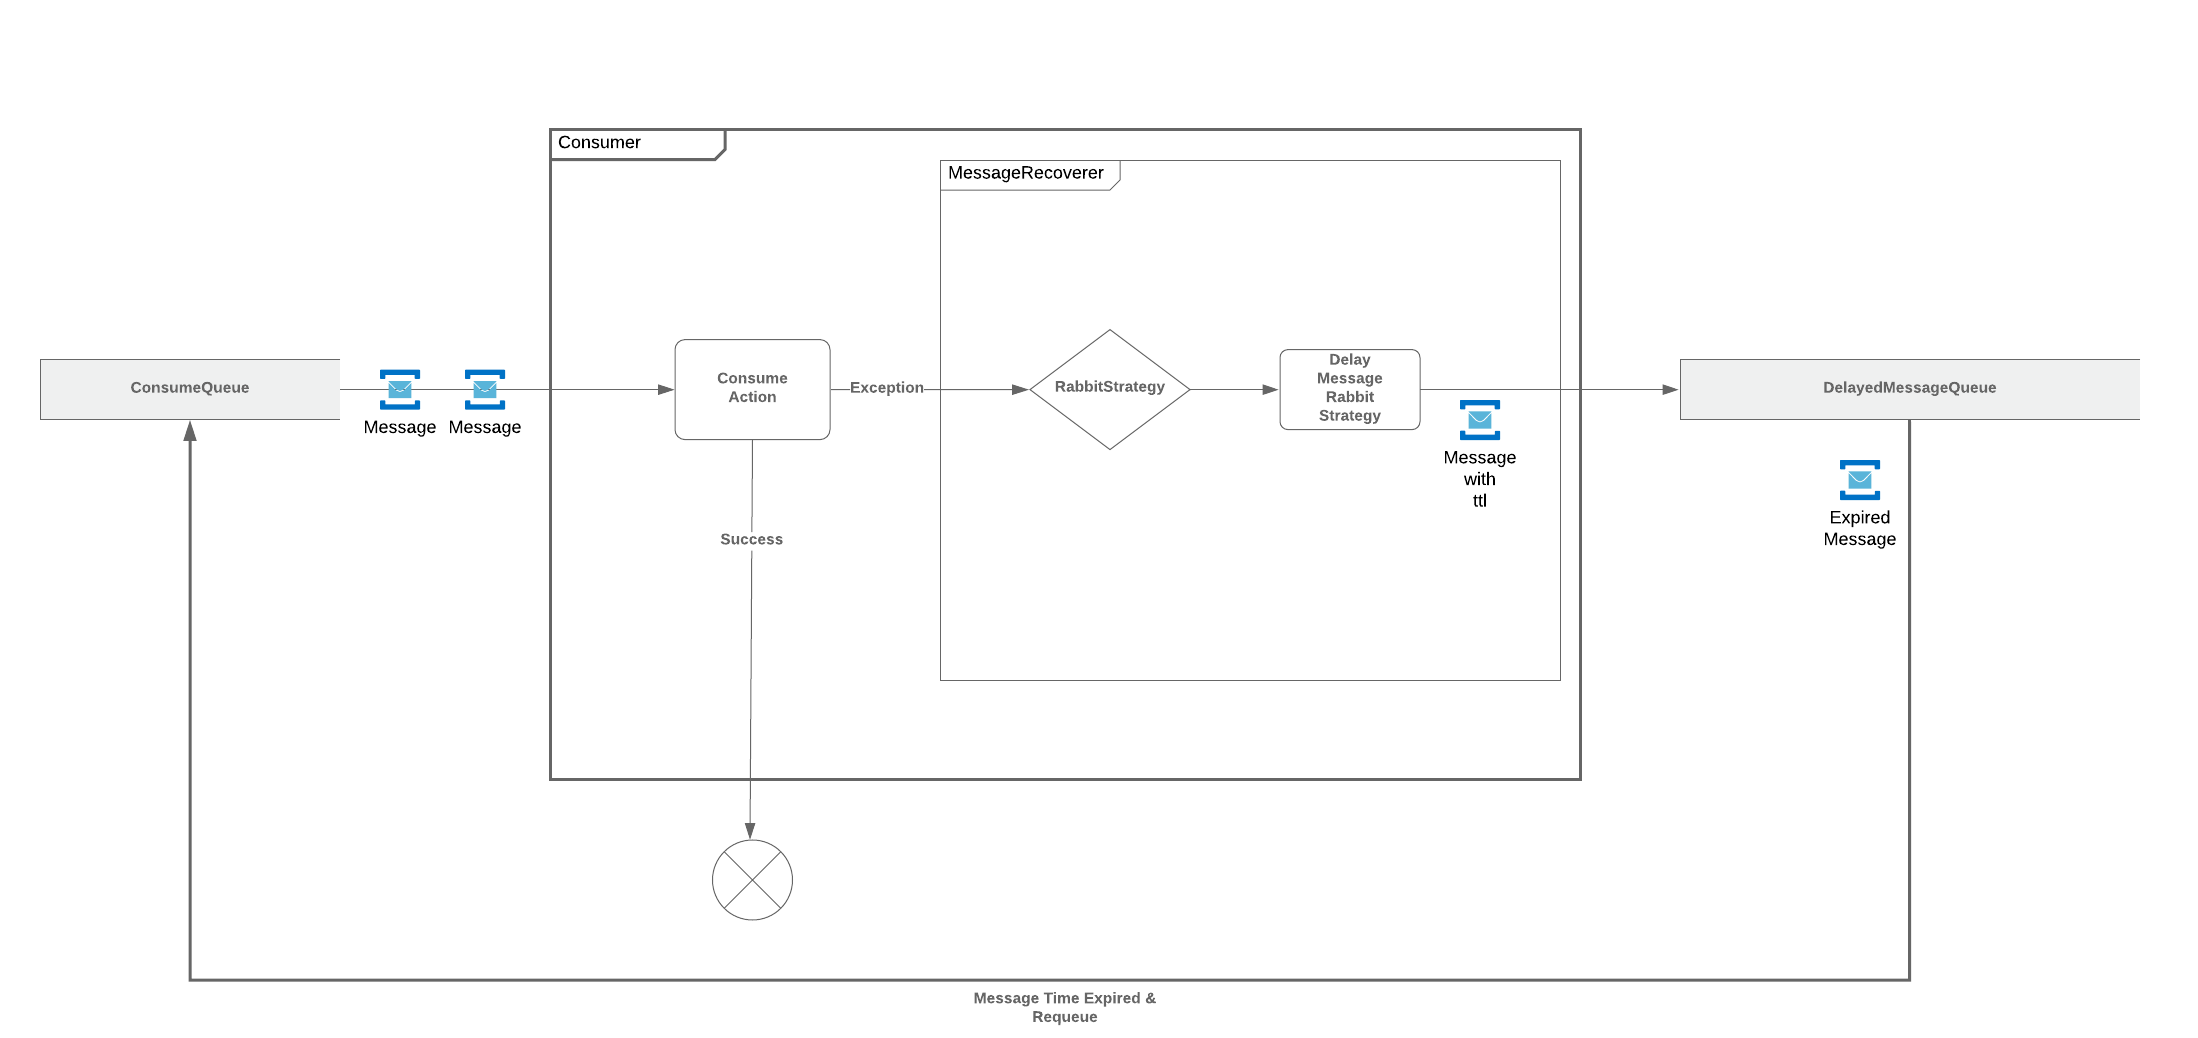 Consumer
MessageRecoverer
ConsumeQueue
Message
Message
Consume
Action
Exception
RabbitStrategy
Delay
Message
Rabbit
Strategy
Message
with
ttl
DelayedMessageQueue
Expired
Message
Success
Message Time Expired &
Requeue